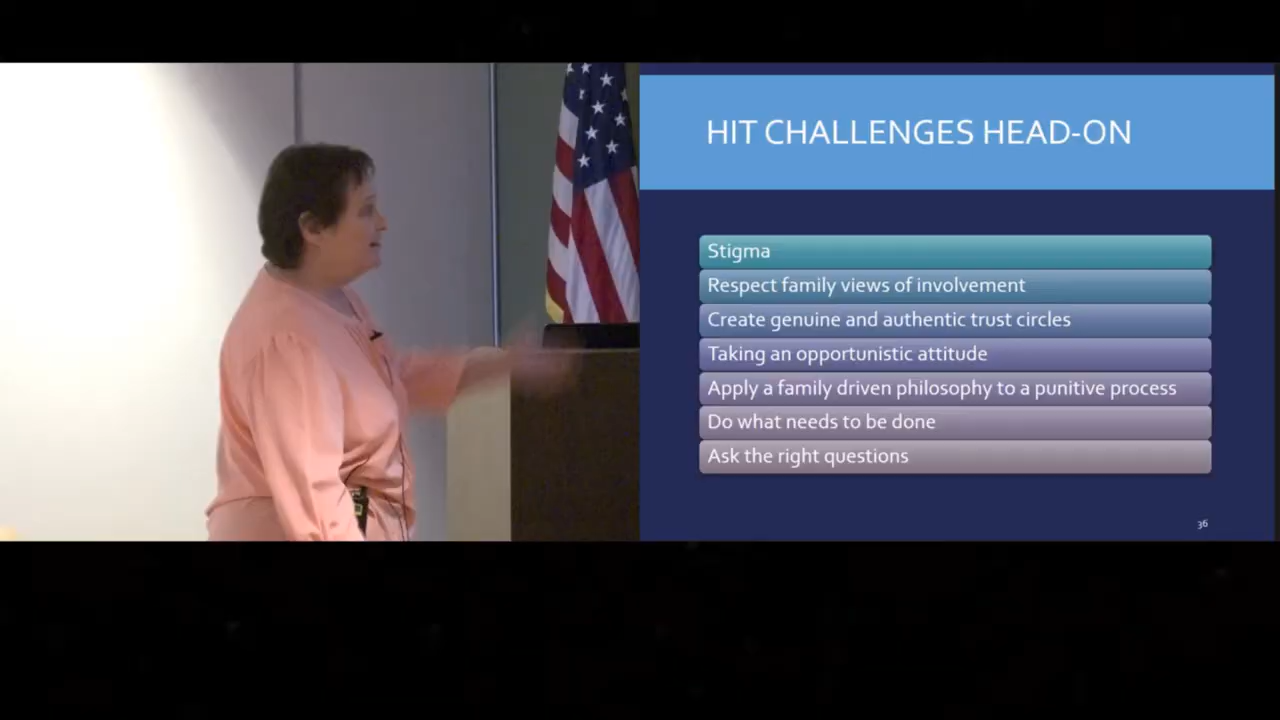 HIT CHALLENGES HEAD-ON
Stigma
Respect family views of involvement
Create genuine and authentic trust circles
Taking an opportunistic attitude
Apply a family driven philosophy to a punitive process
Do what needs to be done
Ask the right questions
36